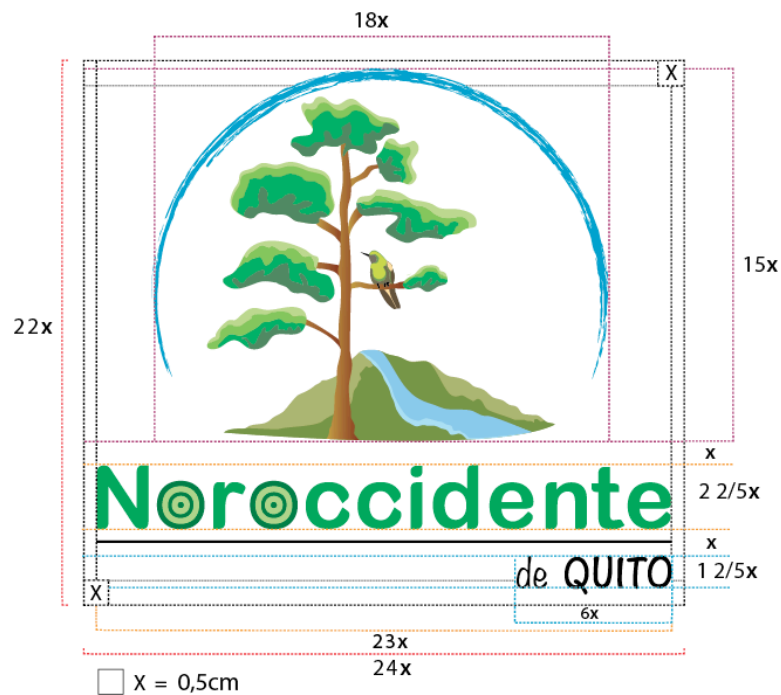 18x
X
15x
22x
x
Noroccidente
2 2/5x
x
de QUITO
1 2/5x
X
6x
23x
24x
X = 0,5cm